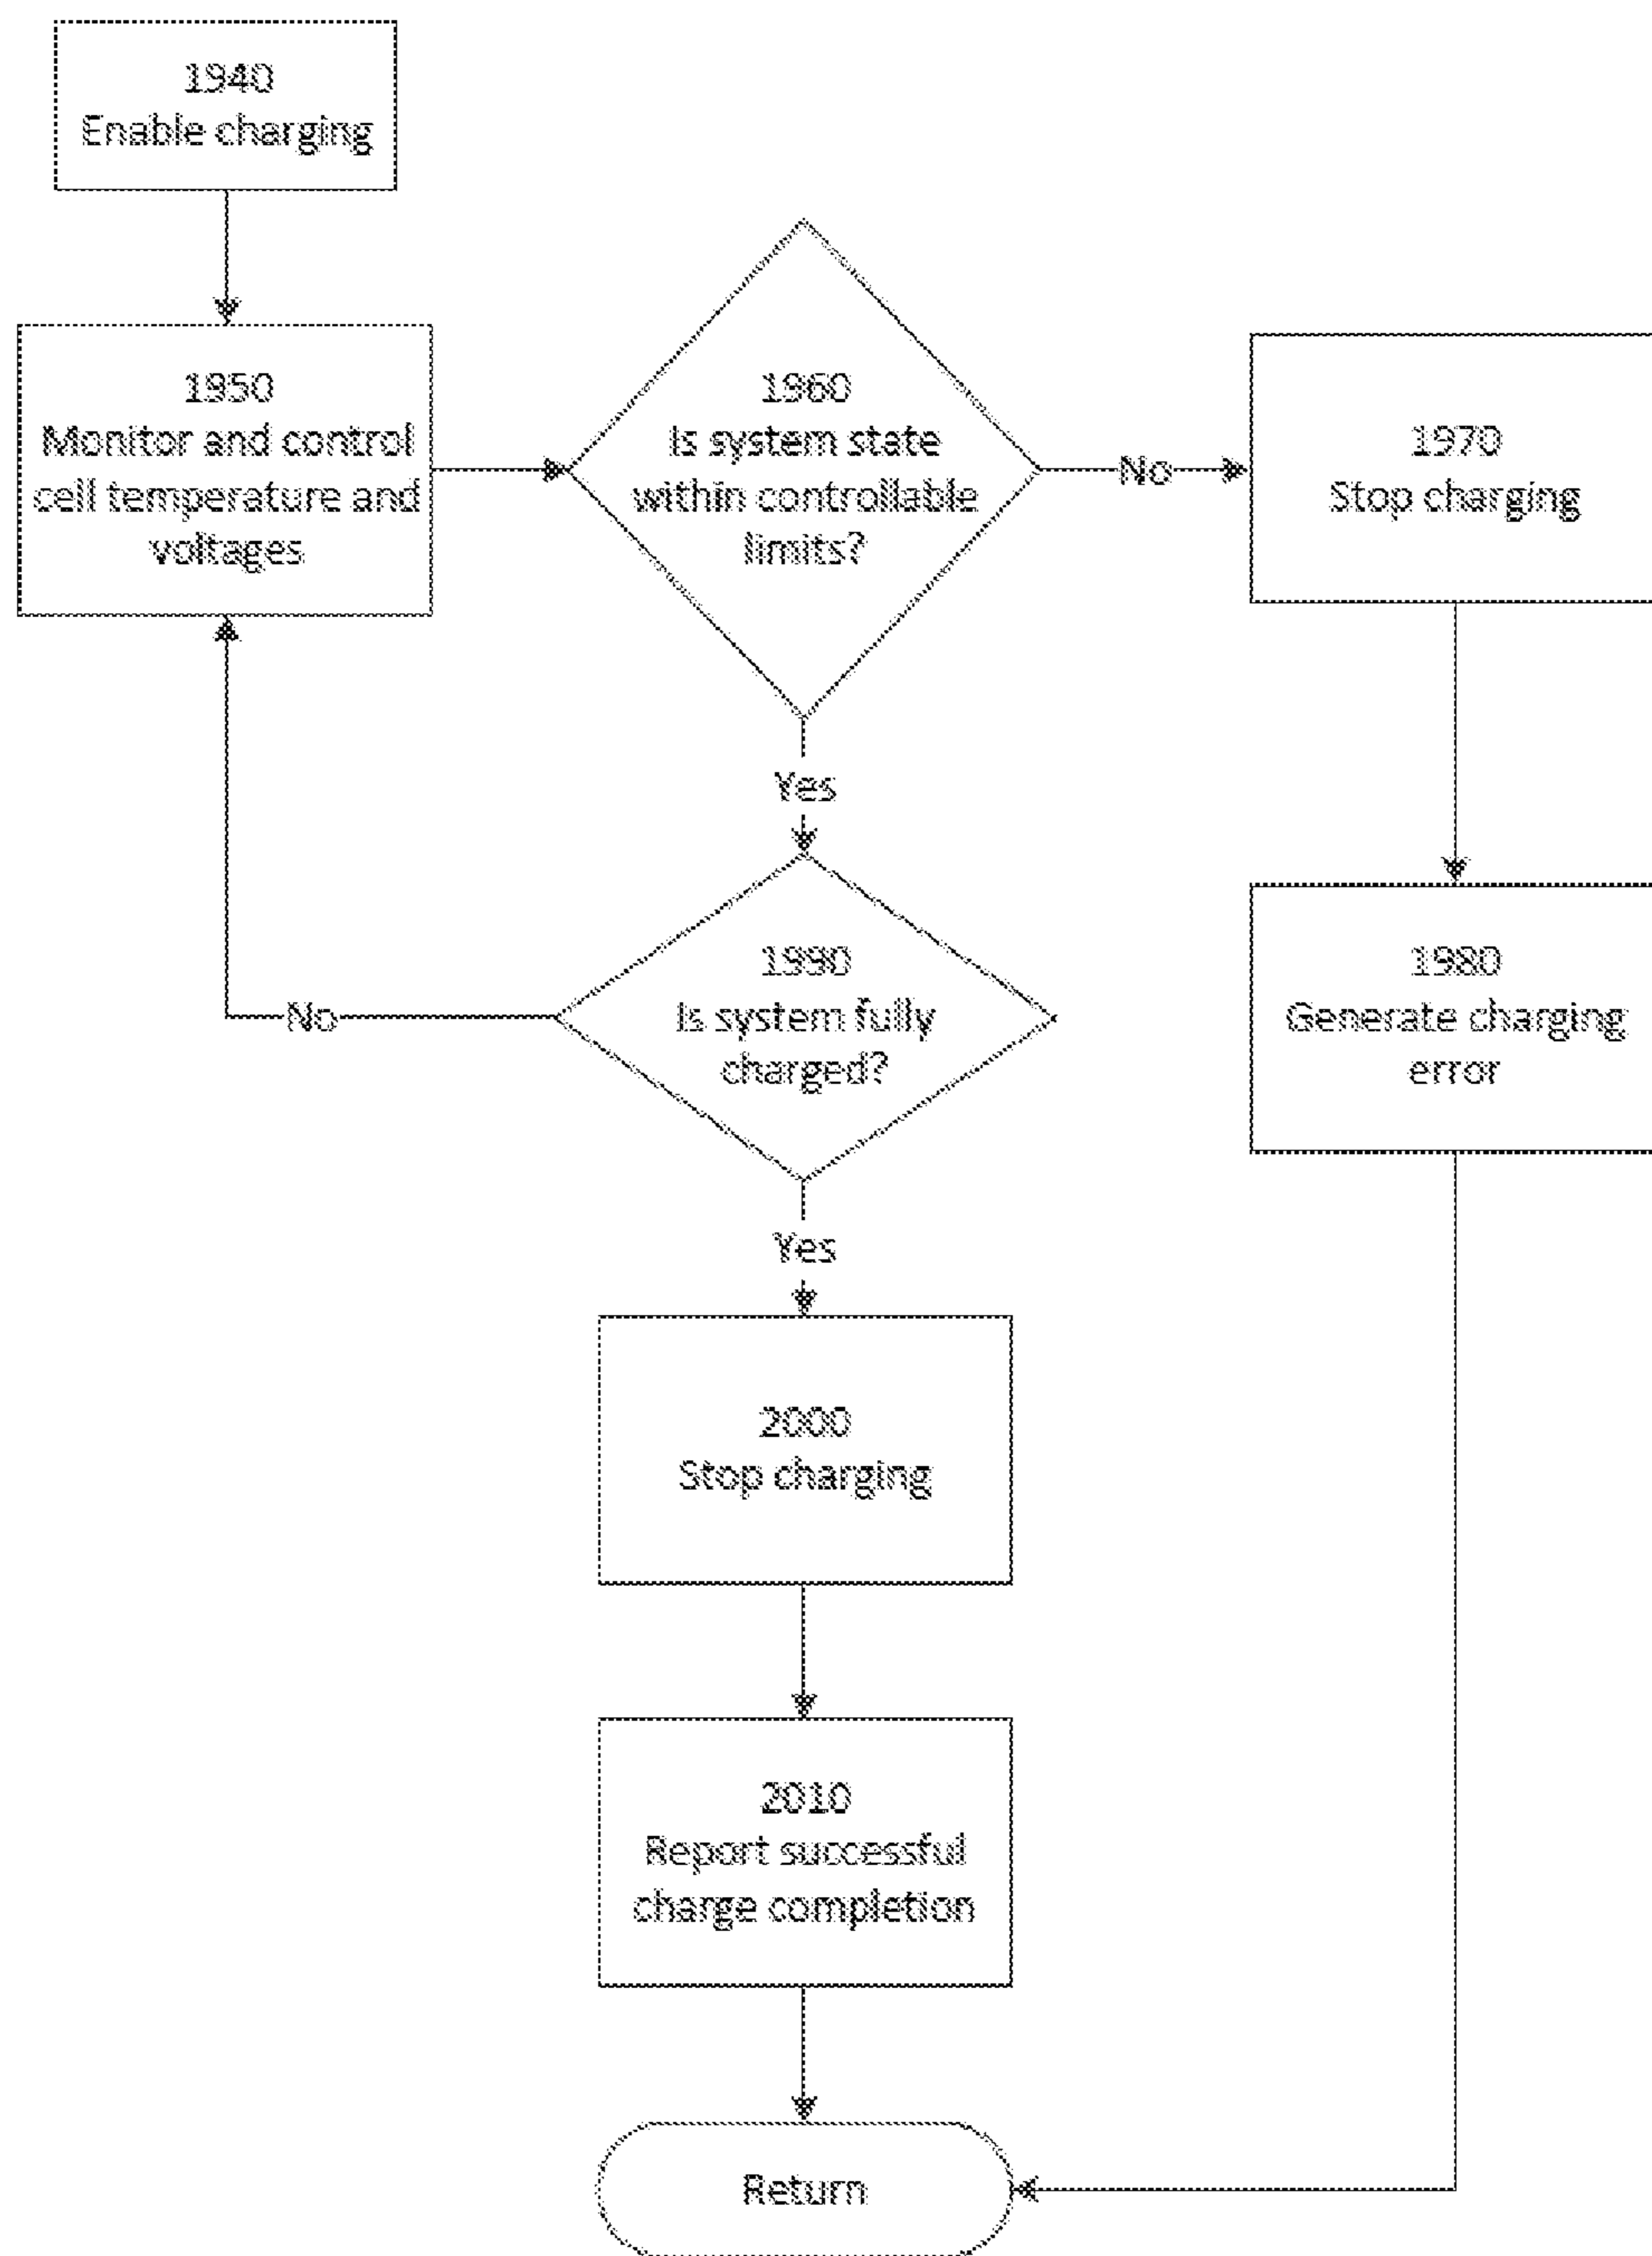 1940
Enable charging
1950
Monitor and control
cell temperature and
voltages
1960
Is system state
within controllable
limits?
No
1970
Stop charging
Yes
1990
Is system fully
charged?
No
1980
Generate charging
error
Yes
2000
Stop charging
2010
Report successful
charge completion
Return